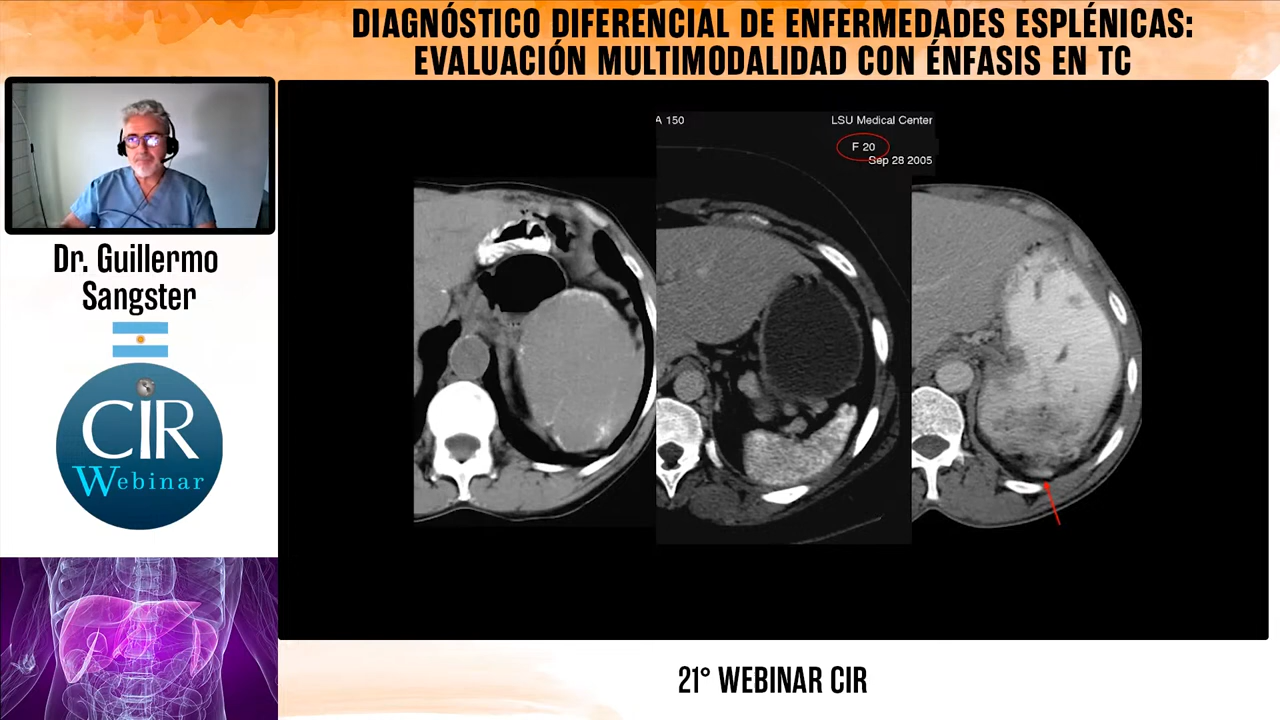 DIAGNÓSTICO DIFERENCIAL DE ENFERMEDADES ESPLÉNICAS:
EVALUACIÓN MULTIMODALIDAD CON ÉNFASIS EN TC
A 150
LSU Medical Center
F 20
Sep 28 2005
Dr. Guillermo
Sangster
CIR
Webinar
21° WEBINAR CIR